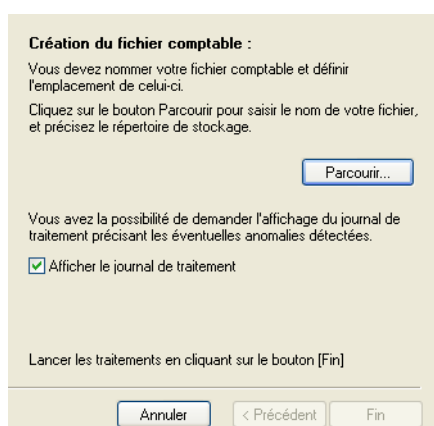 Création du fichier comptable :
Vous devez nommer votre fichier comptable et définir
l'emplacement de celui-ci.
Cliquez sur le bouton Parcourir pour saisir le nom de votre fichier,
et précisez le répertoire de stockage.
Parcourir...
Vous avez la possibilité de demander l'affichage du journal de
traitement précisant les éventuelles anomalies détectées.
Afficher le journal de traitement
Lancer les traitements en cliquant sur le bouton [Fin]
Annuler
< Précédent
Fin